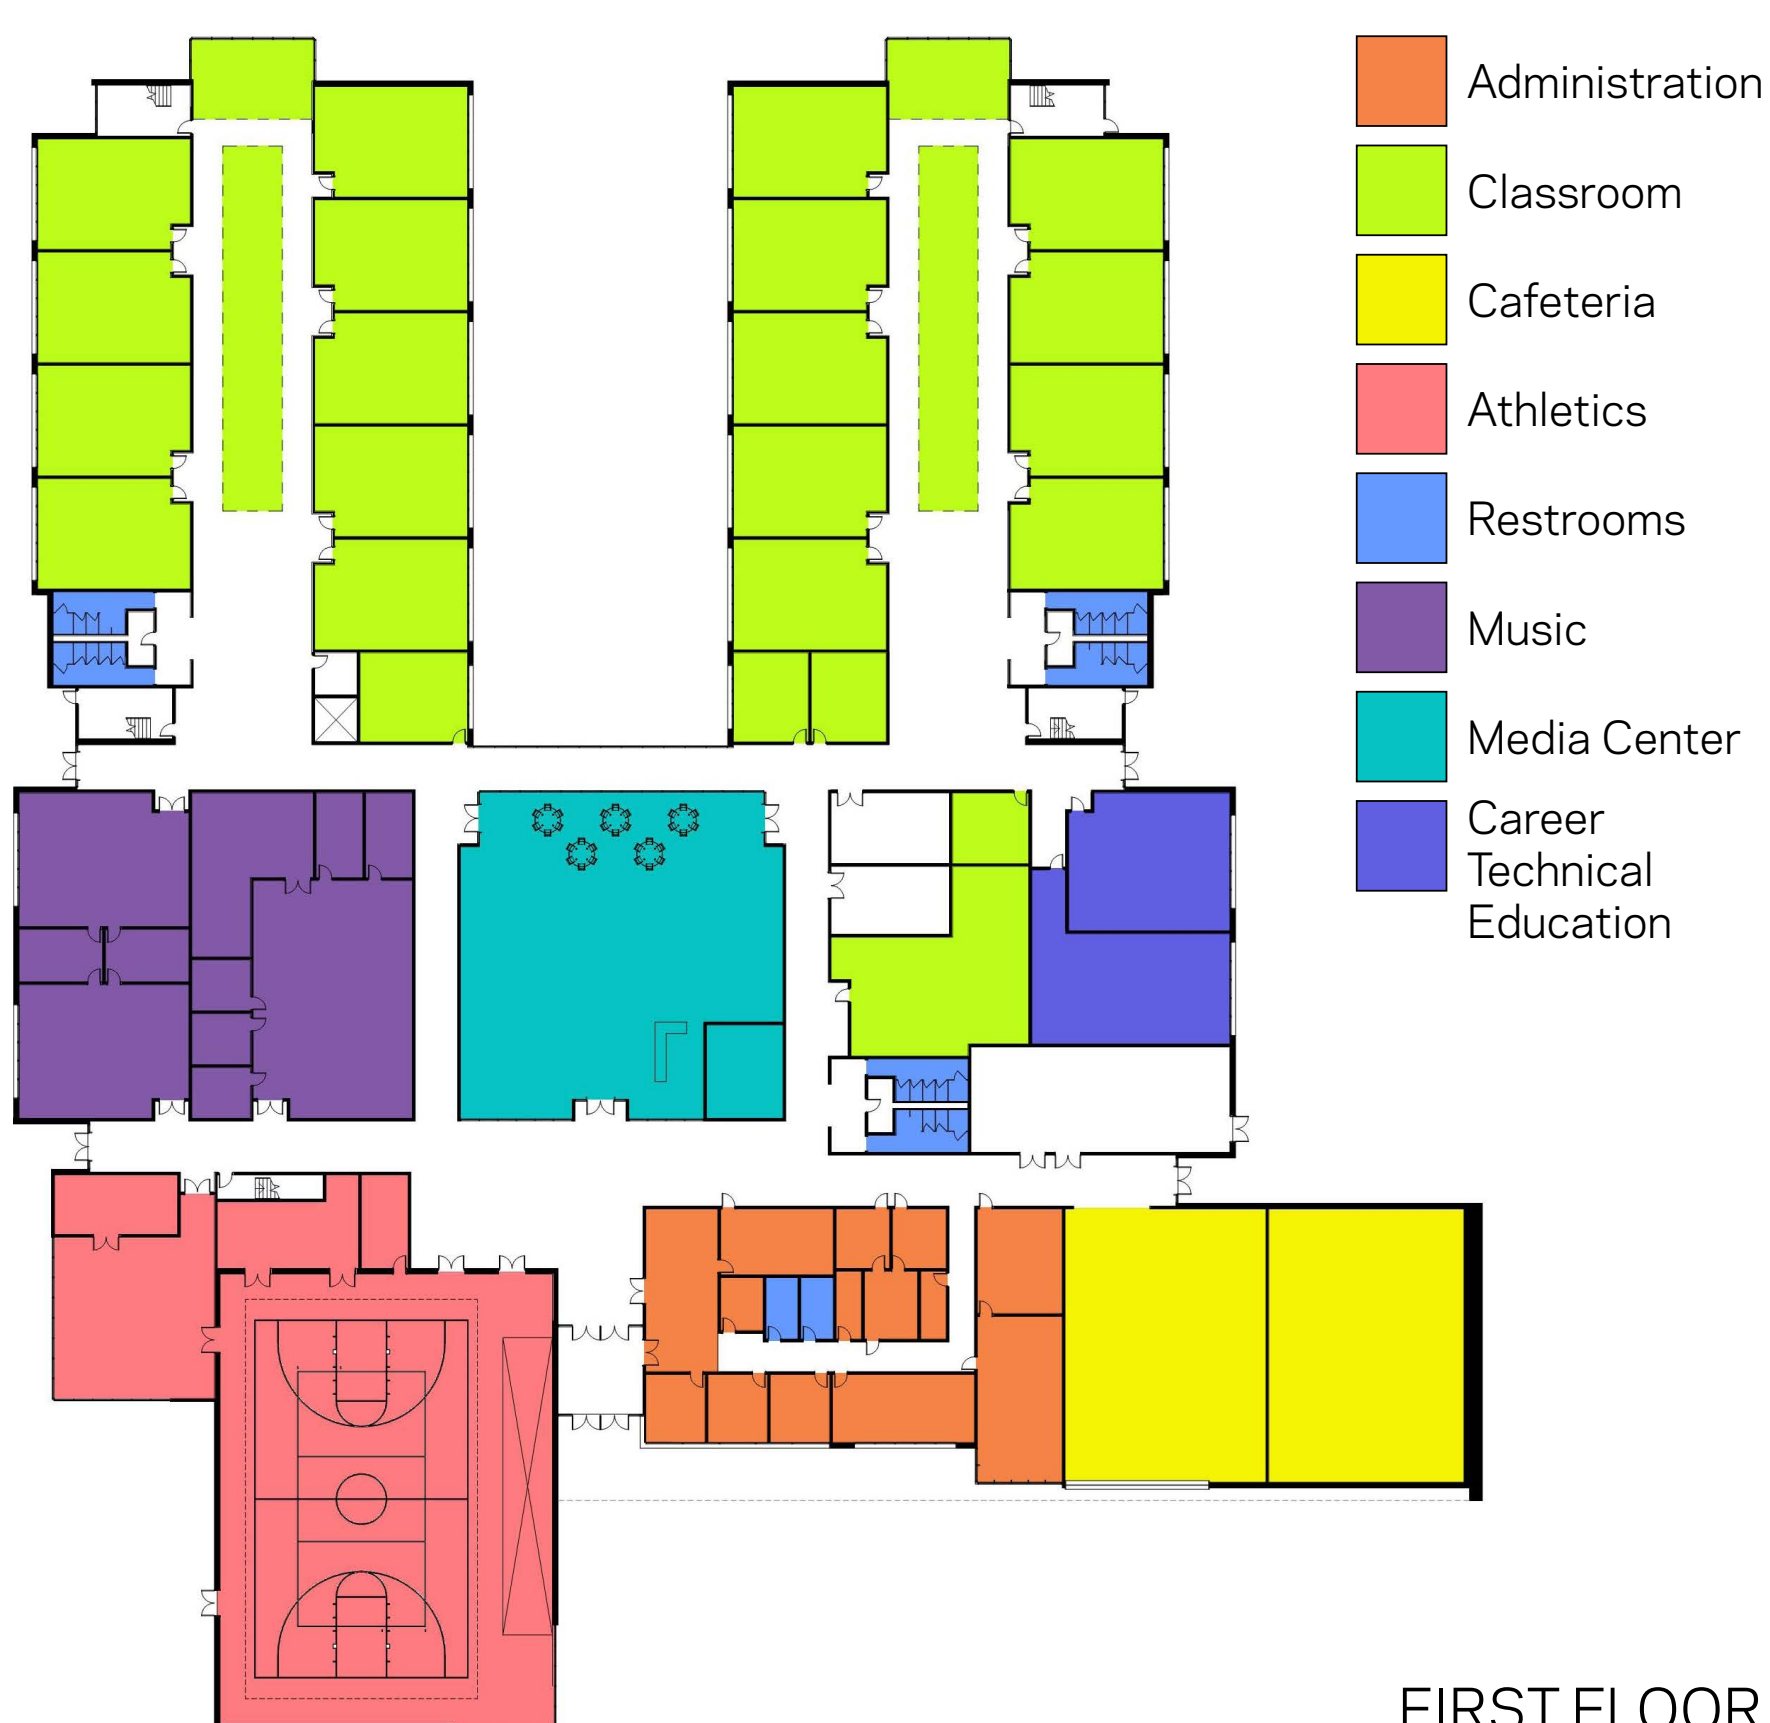 Administration
Classroom
Cafeteria
Athletics
Restrooms
Music
Media Center
Career
Technical
Education
FIRST FLOOR